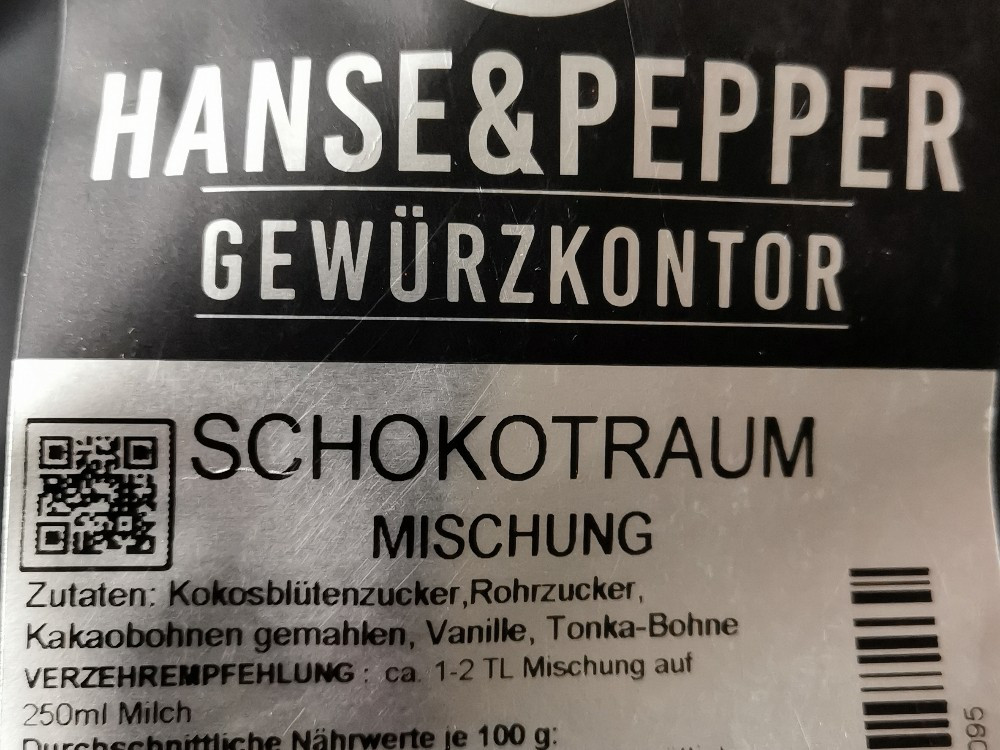 HANSE&PEPPER
GEWÜRZKONTOR
SCHOKOTRAUM
MISCHUNG
Zutaten: Kokosblütenzucker,Rohrzucker,
Kakaobohnen gemahlen, Vanille, Tonka-Bohne
VERZEHREMPFEHLUNG : ca. 1-2 TL Mischung auf
250ml Milch
Durchschnittliche Nährwerte je 100 g:
095